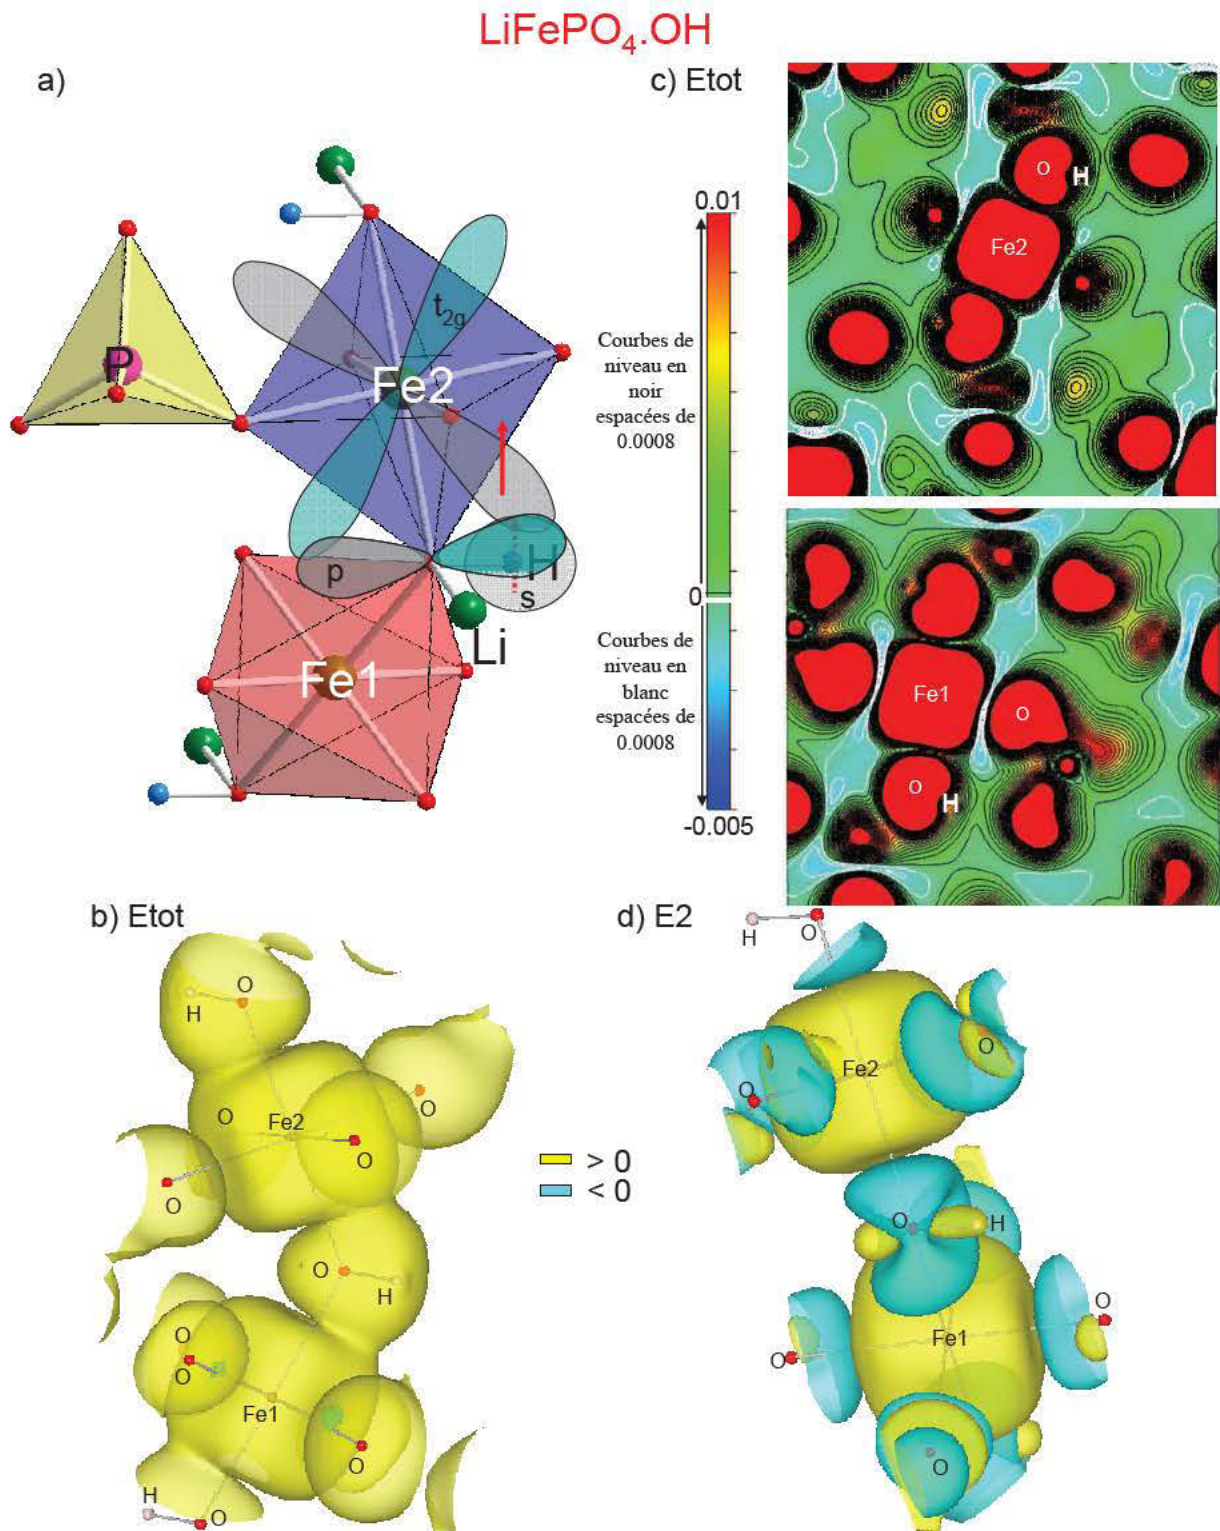 LiFePO₄.OH
a)
P
t₂g
Fe2
p
H
s
Li
Fe1
c) Etot
0.01
Courbes de
niveau en
noir
espacées de
0.0008
0
Courbes de
niveau en
blanc
espacées de
0.0008
-0.005
O
H
Fe2
Fe1
O
O
H
b) Etot
O
H
Fe2
O
O
O
O
O
H
O
O
Fe1
O
H
O
> 0
< 0
d) E2
H
O
O
Fe2
O
O
H
O
Fe1
O
O